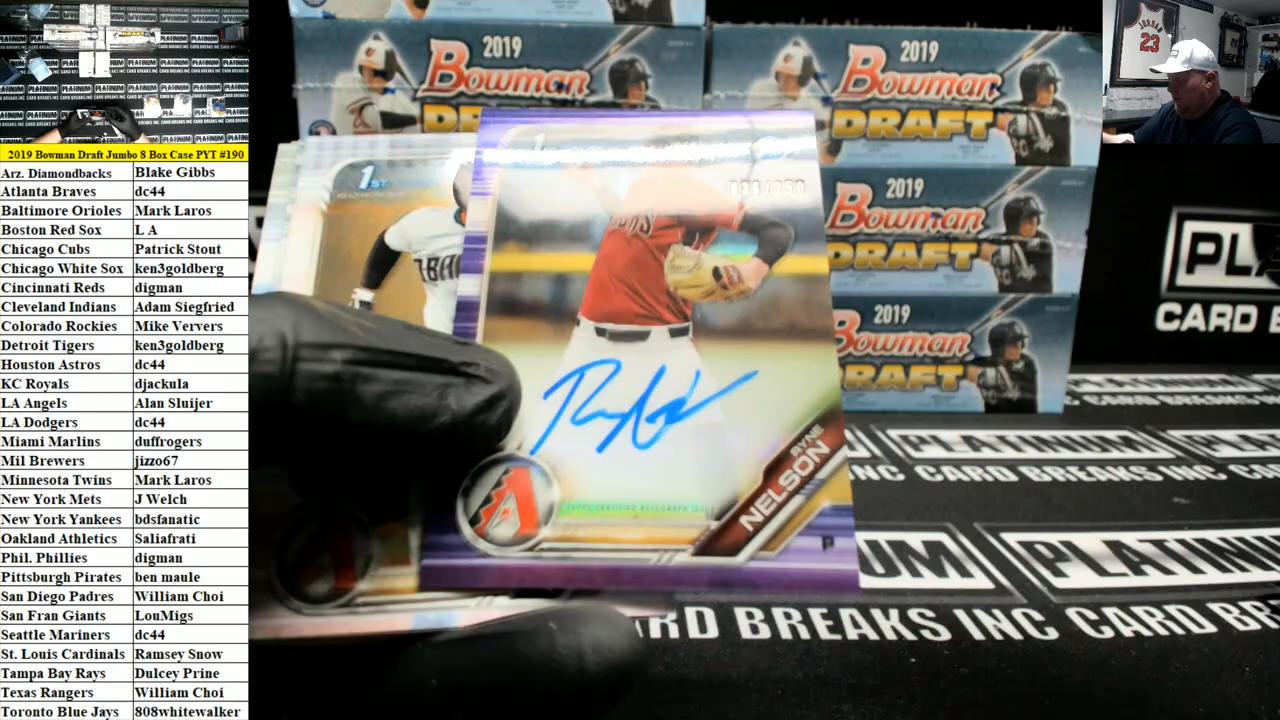 2019 Bowman Draft Jumbo 8 Box Case PYT #190
Arz. Diamondbacks Blake Gibbs
Atlanta Braves dc44
Baltimore Orioles Mark Laros
Boston Red Sox L A
Chicago Cubs Patrick Stout
Chicago White Sox ken3goldberg
Cincinnati Reds digman
Cleveland Indians Adam Siegfried
Colorado Rockies Mike Ververs
Detroit Tigers ken3goldberg
Houston Astros dc44
KC Royals djackula
LA Angels Alan Sluijer
LA Dodgers dc44
Miami Marlins duffrogers
Mil Brewers jizzo67
Minnesota Twins Mark Laros
New York Mets J Welch
New York Yankees bdsfanatic
Oakland Athletics Saliafrati
Phil. Phillies digman
Pittsburgh Pirates ben maule
San Diego Padres William Choi
San Fran Giants LouMigs
Seattle Mariners dc44
St. Louis Cardinals Ramsey Snow
Tampa Bay Rays Dulcey Prine
Texas Rangers William Choi
Toronto Blue Jays 808whitewalker
2019
Bowman
2019
Bowman
DRAFT
2019
Bowman
DRAFT
2019
Bowman
DRAFT
1ST
RYNE
NELSON
P
JORDAN
23
PLATINUM
CARD BREAKS INC
PLATINUM
CARD BREAKS INC